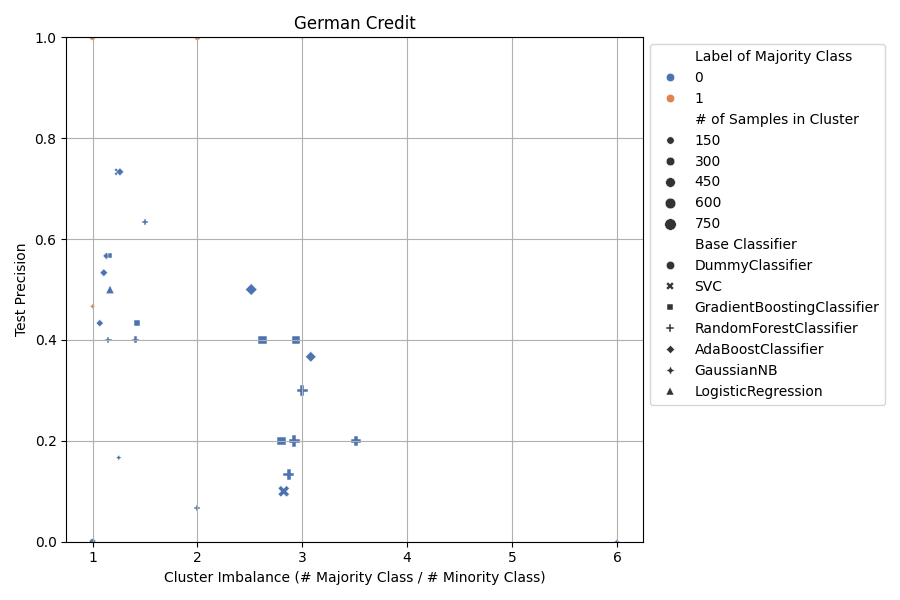 German Credit
1.0
0.8
0.6
0.4
0.2
0.0
Test Precision
1
2
3
4
5
6
Cluster Imbalance (# Majority Class / # Minority Class)
Label of Majority Class
0
1
# of Samples in Cluster
150
300
450
600
750
Base Classifier
DummyClassifier
SVC
GradientBoostingClassifier
RandomForestClassifier
AdaBoostClassifier
GaussianNB
LogisticRegression